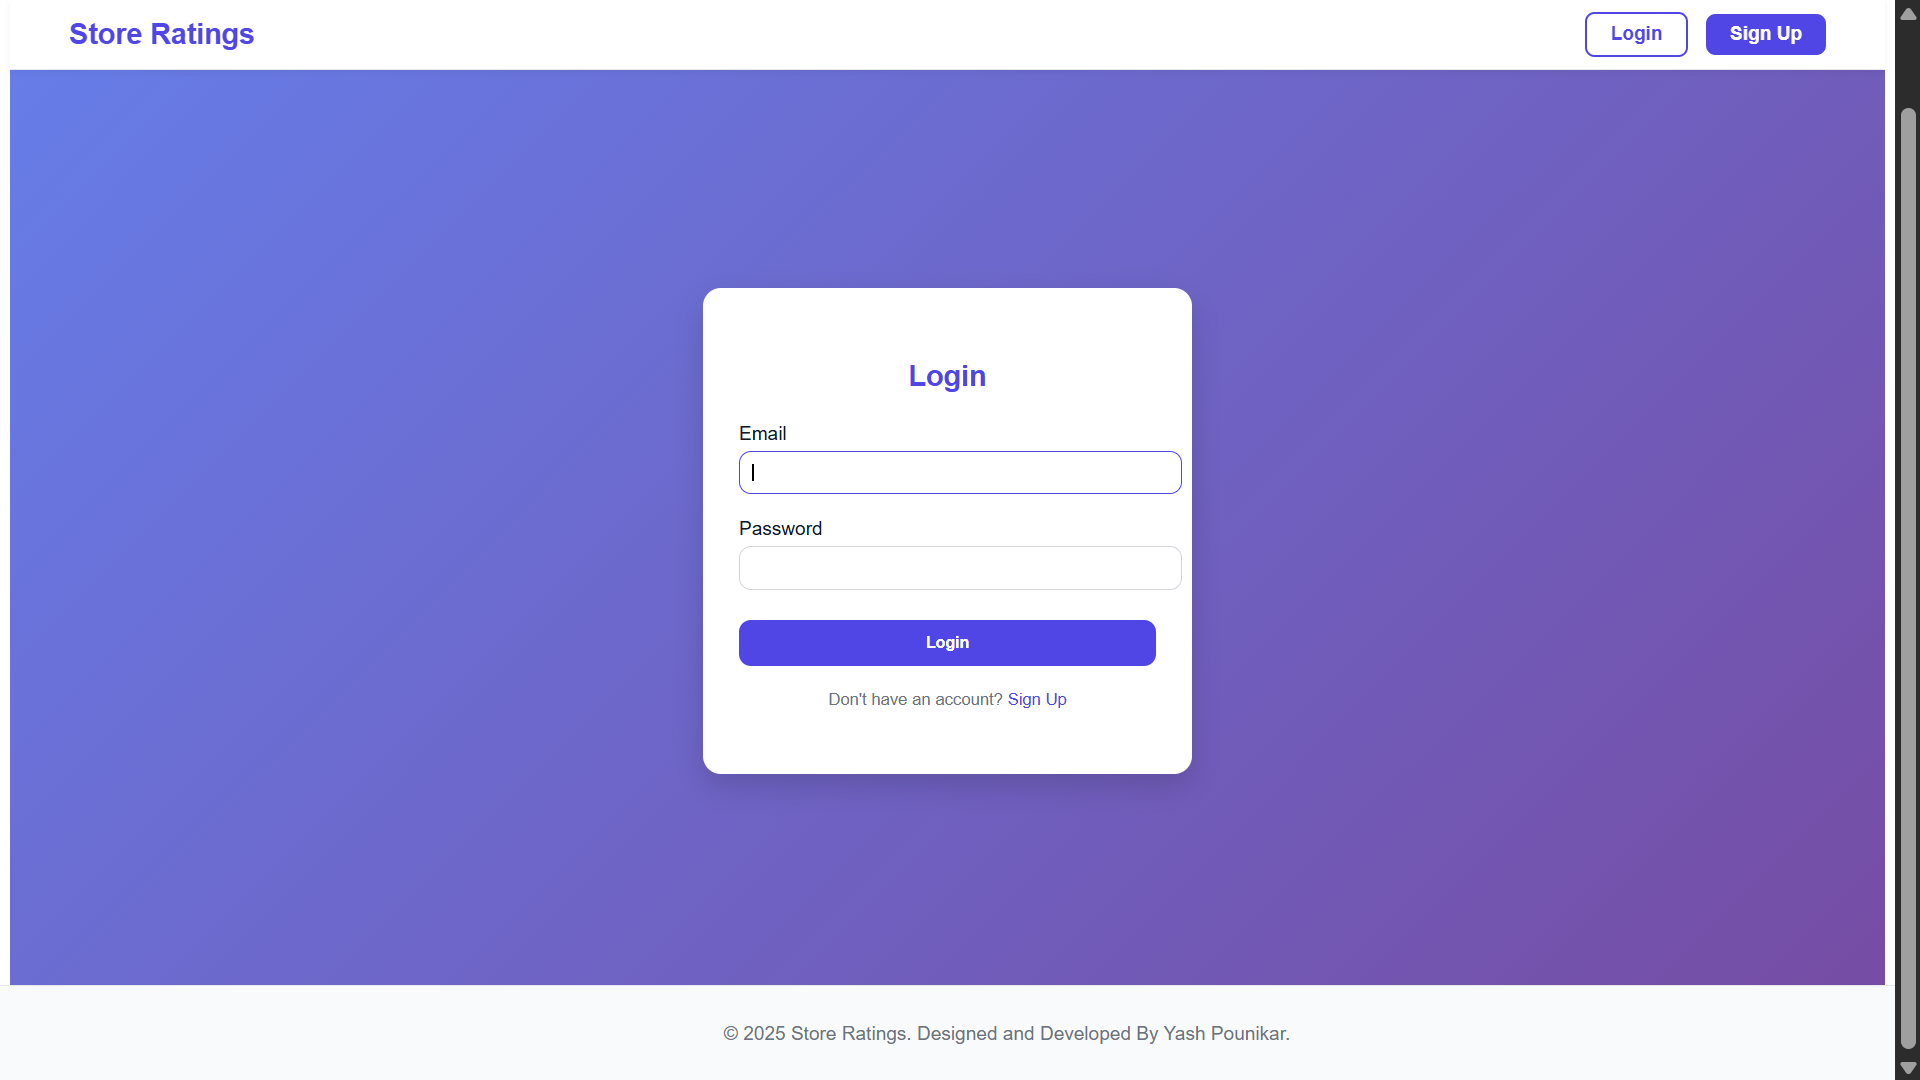 Store Ratings
Login
Sign Up
Login
Email
Password
Login
Don't have an account? Sign Up
© 2025 Store Ratings. Designed and Developed By Yash Pounikar.